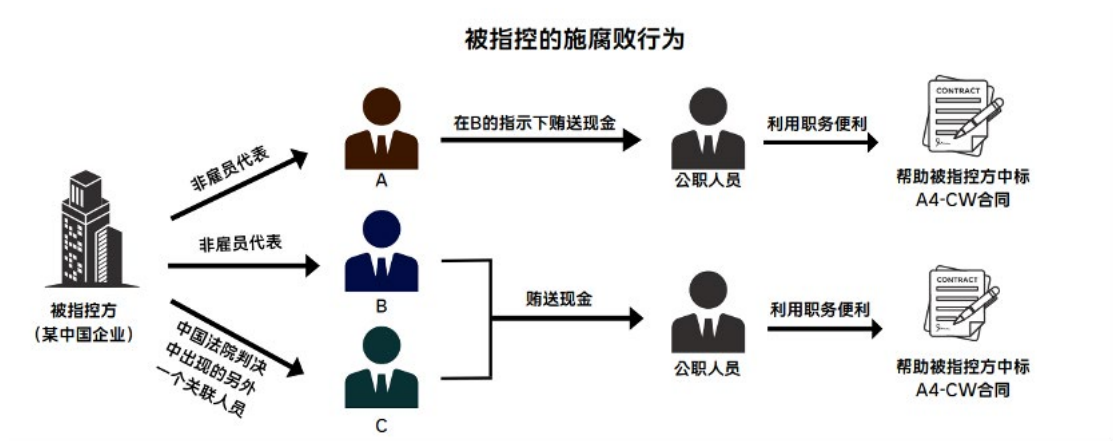 被指控的施腐败行为
非雇员代表
A
在B的指示下贿送现金
公职人员
利用职务便利
CONTRACT
帮助被指控方中标
A4-CW合同
被指控方
（某中国企业）
非雇员代表
B
中国法院判决
中出现的另外
一个关联人员
C
贿送现金
公职人员
利用职务便利
CONTRACT
帮助被指控方中标
A4-CW合同